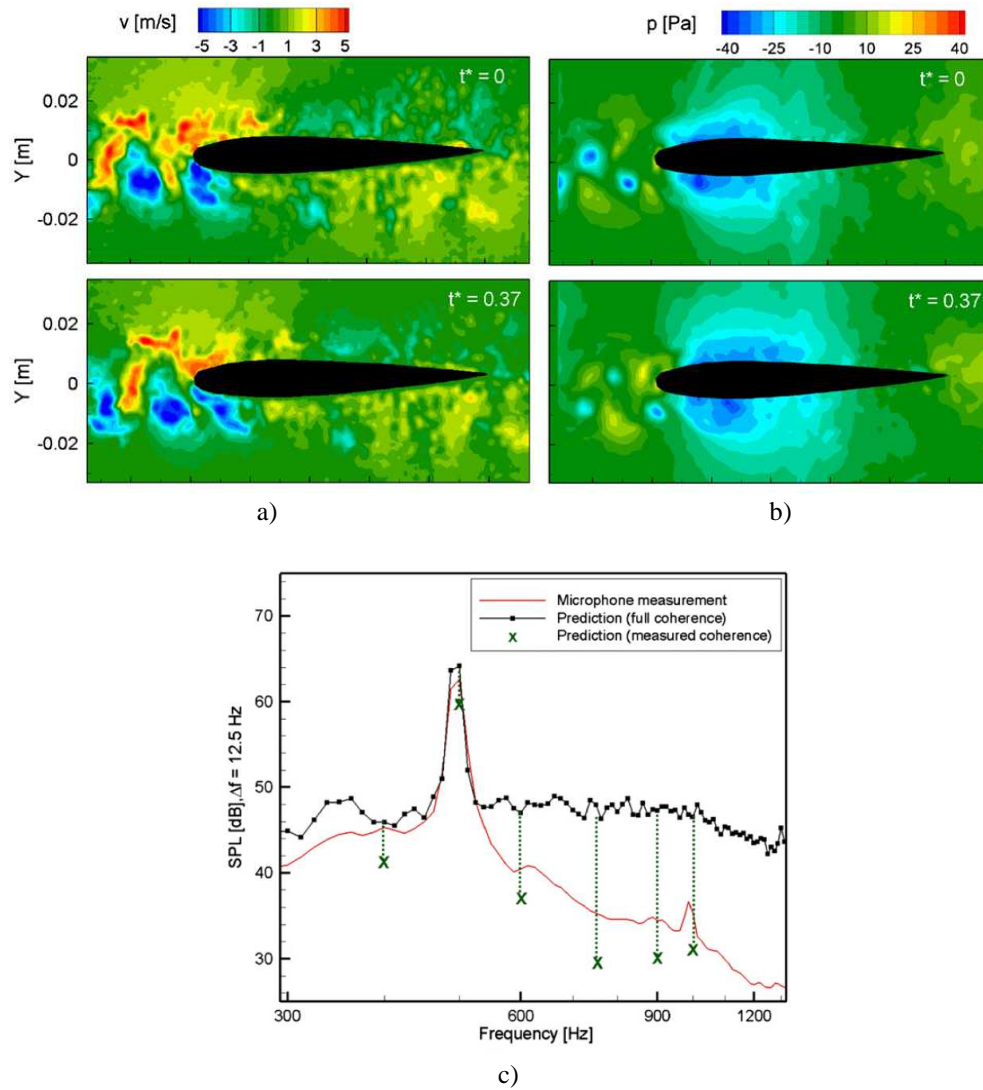 v [m/s]
-5 -3 -1 1 3 5
p [Pa]
-40 -25 -10 10 25 40
t* = 0
t* = 0
Y [m]
0.02
0
-0.02
t* = 0.37
t* = 0.37
Y [m]
0.02
0
-0.02
a)
b)
SPL [dB],Δf = 12.5 Hz
70
60
50
40
30
Microphone measurement
Prediction (full coherence)
x Prediction (measured coherence)
300 600 900 1200
Frequency [Hz]
c)